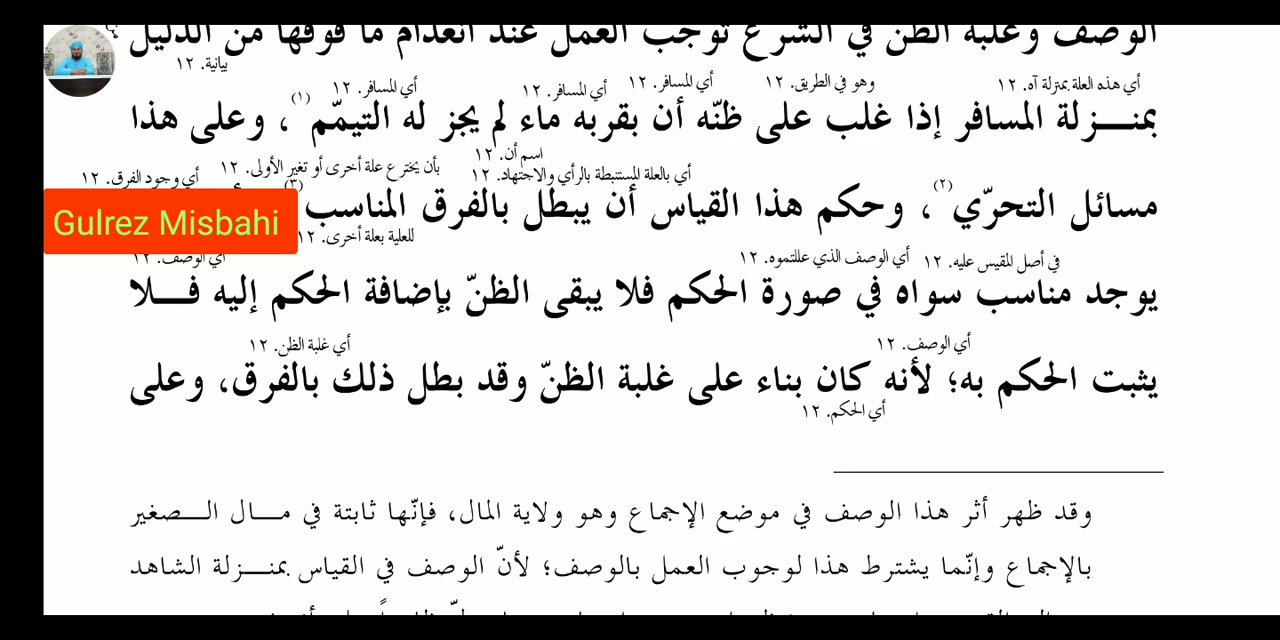 الوصف وغلبة الظن في الشرع توجب العمل عند انعدام ما فوقها من الدليل
بيانية. ١٢
أي هذه العلة بمنزلة آه. ١٢ وهو في الطريق. ١٢ أي المسافر. ١٢ أي المسافر. ١٢ أي المسافر. ١٢
بمنـــزلة المسافر إذا غلب على ظنّه أن بقربه ماء لم يجز له التيمّم (١)، وعلى هذا
اسم أن. ١٢
أي بالعلة المستنبطة بالرأي والاجتهاد. ١٢ بأن يخترع علة أخرى أو تغير الأولى. ١٢ أي وجود الفرق. ١٢
مسائل التحرّي (٢)، وحكم هذا القياس أن يبطل بالفرق المناسب (٣)
Gulrez Misbahi
للعلية بعلة أخرى. ١٢
في أصل المقيس عليه. ١٢ أي الوصف الذي عللتموه. ١٢ أي الوصف. ١٢
يوجد مناسب سواه في صورة الحكم فلا يبقى الظنّ بإضافة الحكم إليه فـــلا
أي الوصف. ١٢ أي غلبة الظن. ١٢
يثبت الحكم به؛ لأنه كان بناء على غلبة الظنّ وقد بطل ذلك بالفرق، وعلى
أي الحكم. ١٢
وقد ظهر أثر هذا الوصف في موضع الإجماع وهو ولاية المال، فإنّها ثابتة في مـــال الـــصغير
بالإجماع وإنّما يشترط هذا لوجوب العمل بالوصف؛ لأنّ الوصف في القياس بمنـــزلة الشاهد